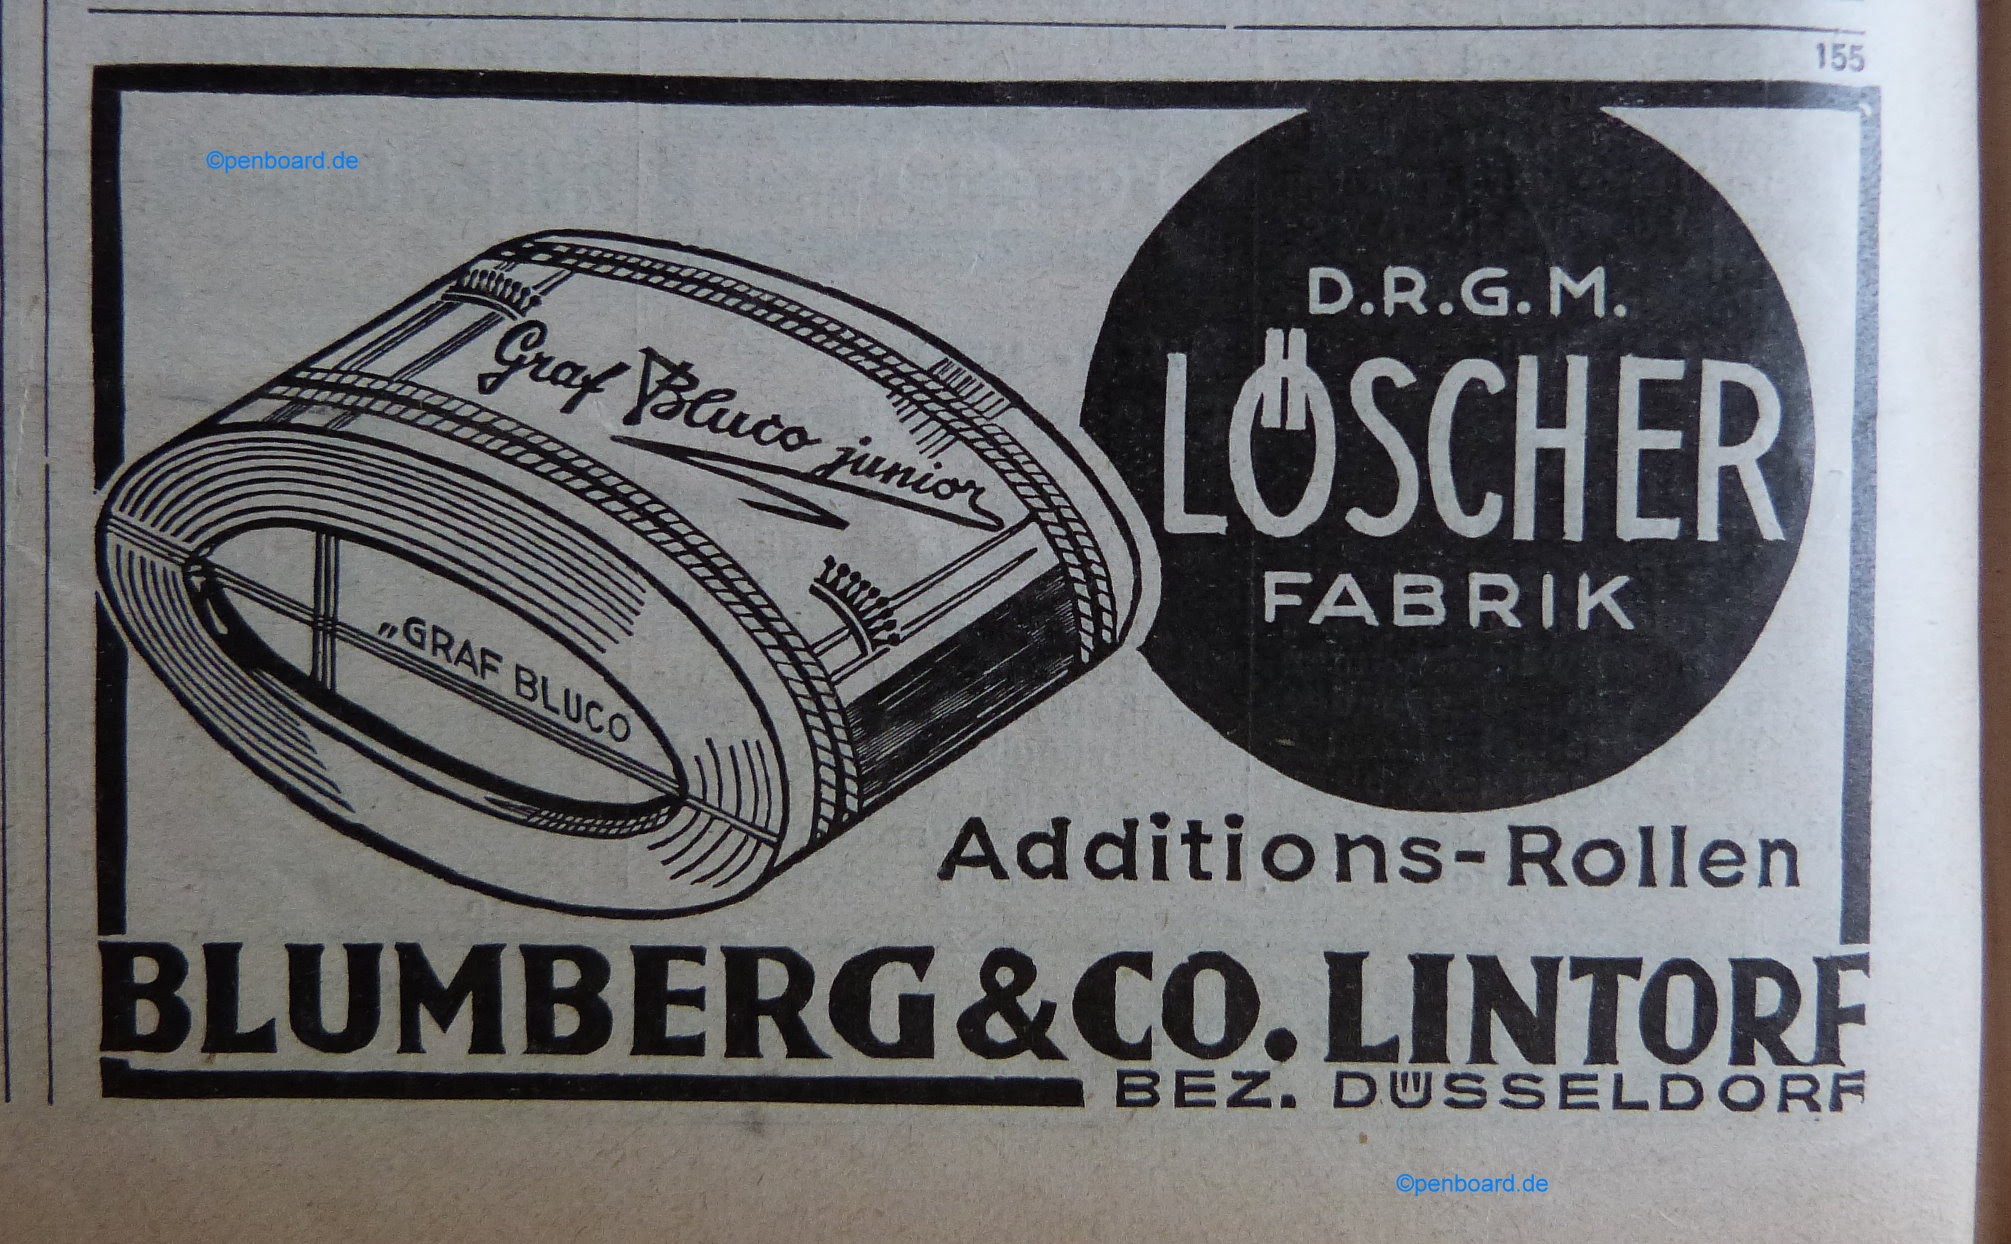 155
©penboard.de
D.R.G.M.
LÖSCHER
FABRIK
Graf Bluco junior
„GRAF BLUCO
Additions-Rollen
BLUMBERG & CO. LINTORF
BEZ. DÜSSELDORF
©penboard.de